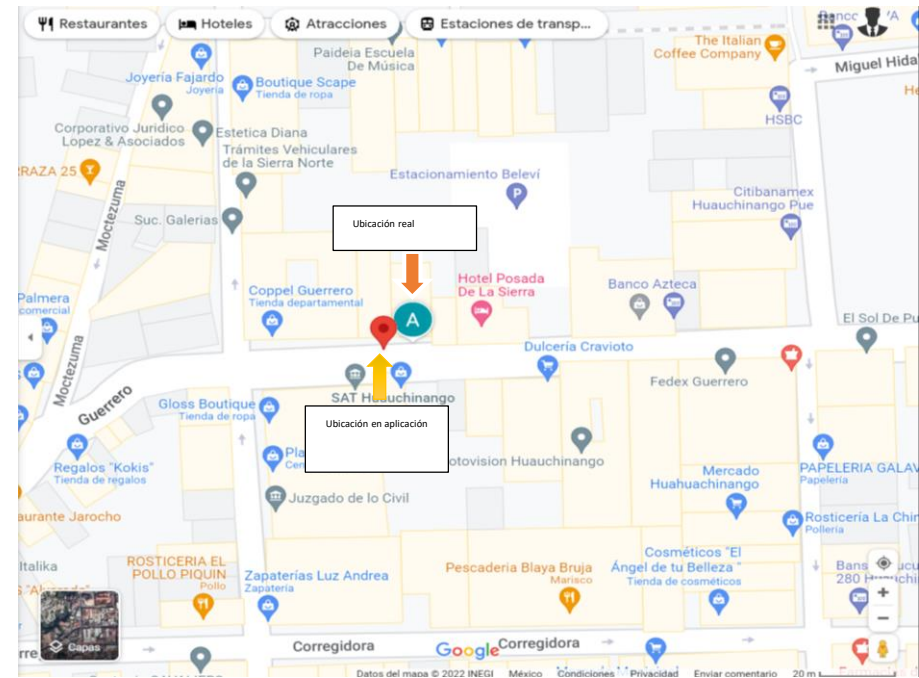 Restaurantes
Hoteles
Atracciones
Estaciones de transp...
Paideia Escuela
De Música
The Italian
Coffee Company
Miguel Hida
Joyería Fajardo
Joyería
Boutique Scape
Tienda de ropa
HSBC
Corporativo Juridico
Lopez & Asociados
Estetica Diana
Trámites Vehiculares
de la Sierra Norte
RAZA 25
Estacionamiento Beleví
P
Citibanamex
Huauchinango Pue
Moctezuma
Suc. Galerias
Ubicación real
Coppel Guerrero
Tienda departamental
Hotel Posada
De La Sierra
Banco Azteca
Palmera
comercial
A
El Sol De Pu
Dulcería Cravioto
Moctezuma
Guerrero
SAT Huauchinango
Fedex Guerrero
Gloss Boutique
Tienda de ropa
Ubicación en aplicación
Pla
Cen
otovision Huauchinango
Regalos "Kokis"
Tienda de regalos
Juzgado de lo Civil
Mercado
Huahuachinango
PAPELERIA GALAV
Papelería
aurante Jarocho
Rosticería La Chin
Italika
ROSTICERIA EL
POLLO PIQUIN
Pollo
Zapaterías Luz Andrea
Zapatería
Pescaderia Blaya Bruja
Marisco
Cosméticos "El
Ángel de tu Belleza "
Tienda de cosméticos
Capas
Corregidora
Google
Corregidora
Datos del mapa © 2022 INEGI
México
Condiciones
Privacidad
Enviar comentario
20 m